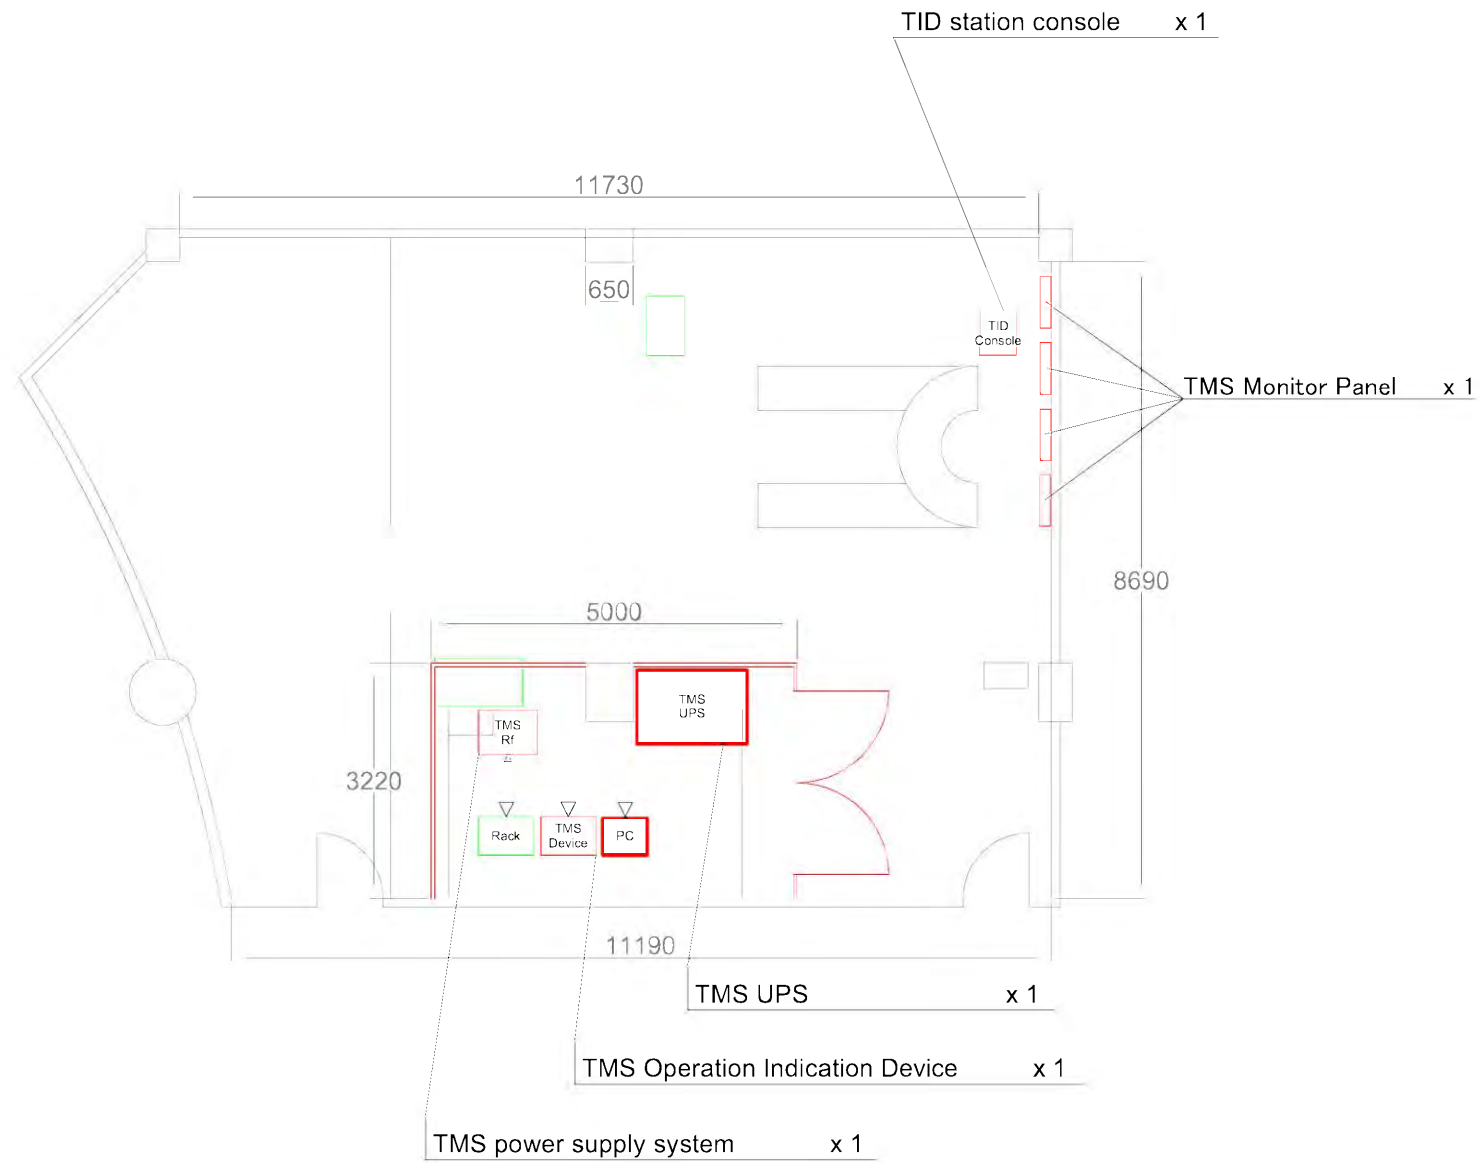 TID station console x 1
11730
650
TID
Console
TMS Monitor Panel x 1
8690
5000
TMS
UPS
TMS
Rf
3220
Rack
TMS
Device
PC
11190
TMS UPS x 1
TMS Operation Indication Device x 1
TMS power supply system x 1